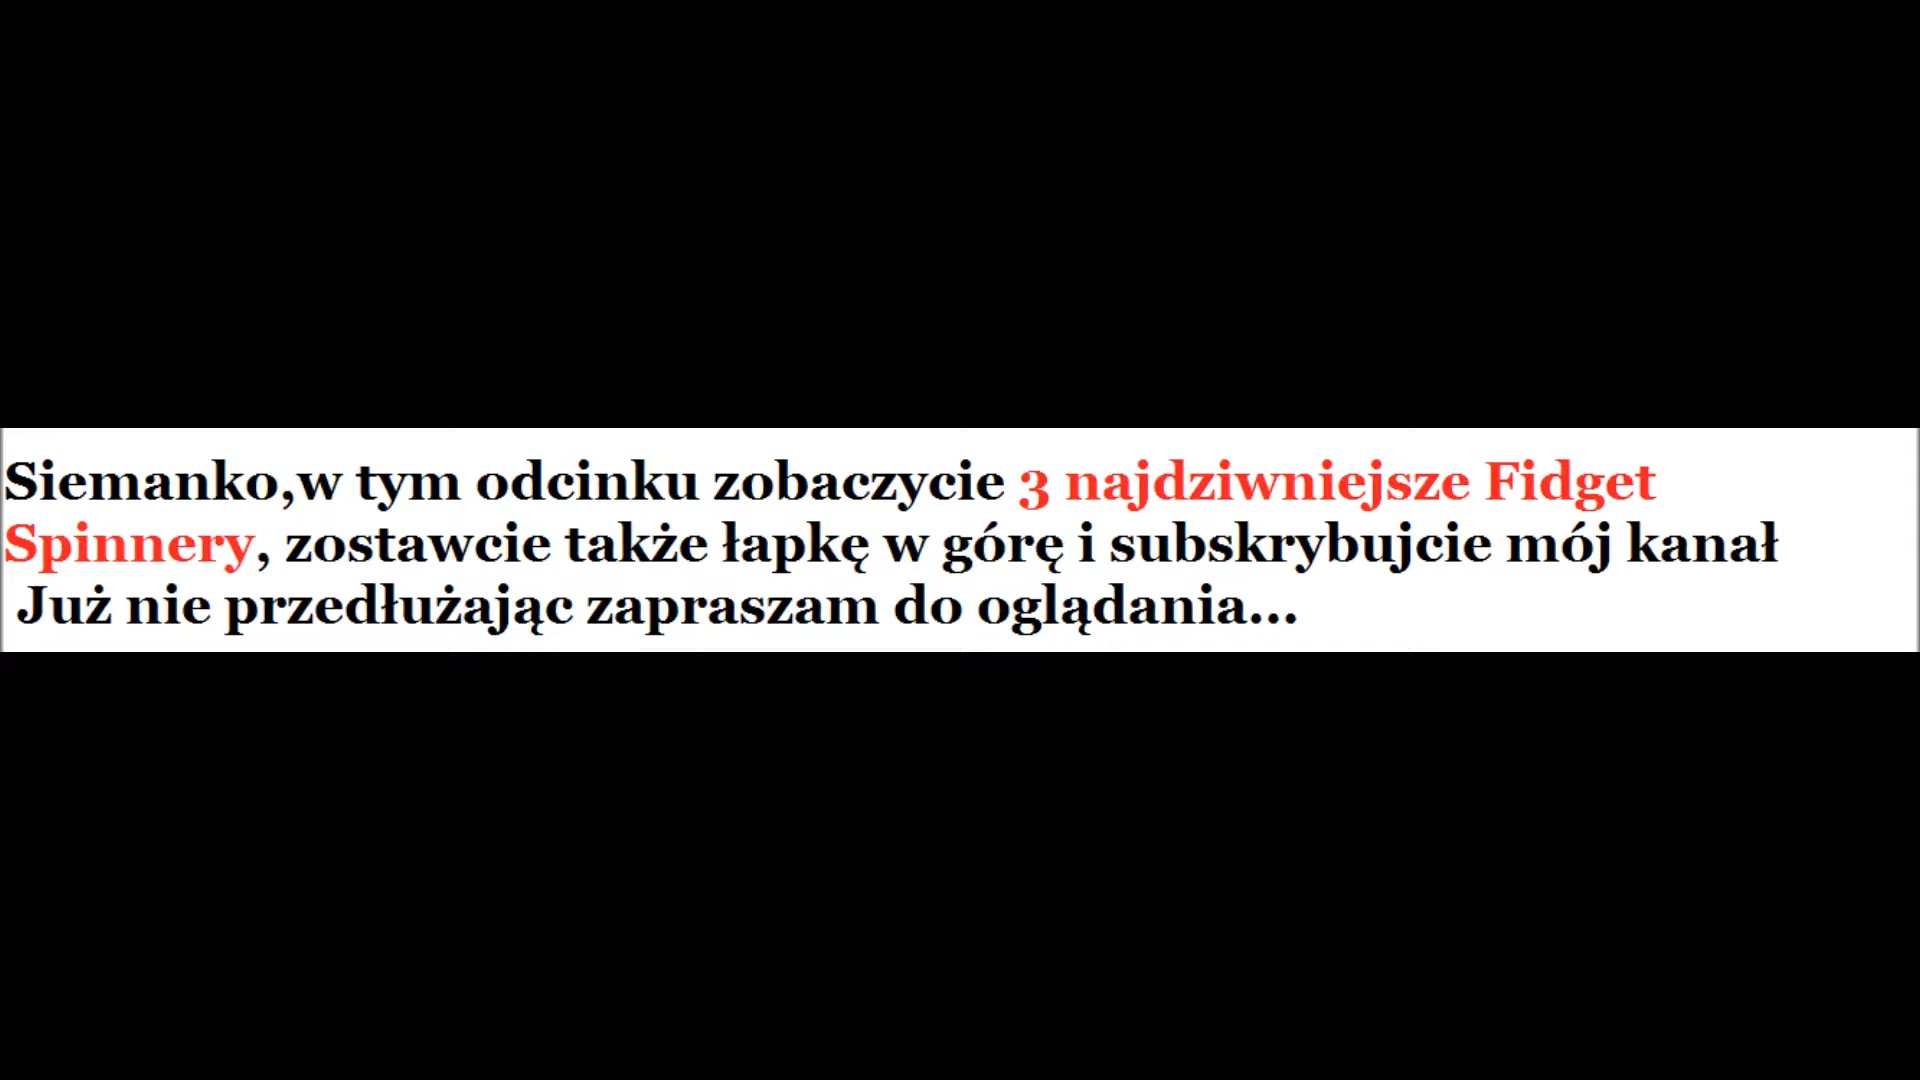 Siemanko,w tym odcinku zobaczycie 3 najdziwniejsze Fidget
Spinnery, zostawcie także łapkę w górę i subskrybujcie mój kanał
Już nie przedłużając zapraszam do oglądania...